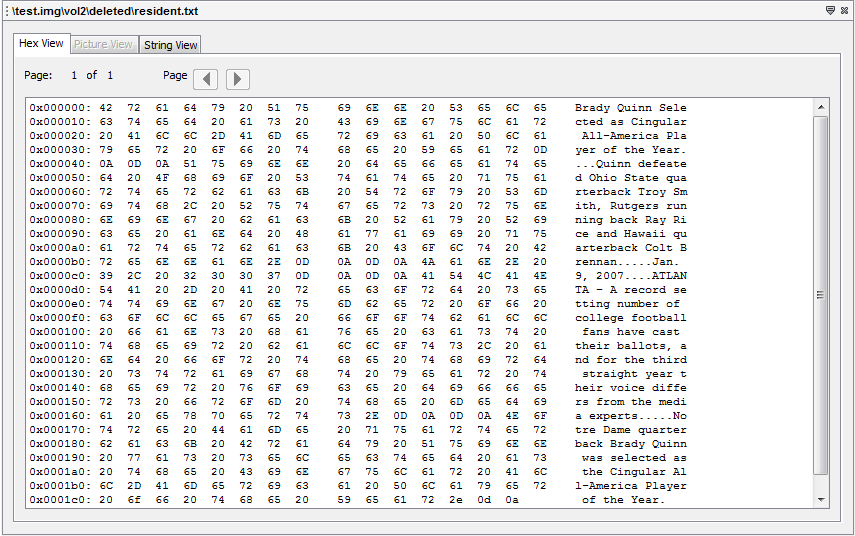 \test.img\vol2\deleted\resident.txt
Hex View Picture View String View
Page: 1 of 1 Page
0x000000: 42 72 61 64 79 20 51 75 69 6E 6E 20 53 65 6C 65 Brady Quinn Sele
0x000010: 63 74 65 64 20 61 73 20 43 69 6E 67 75 6C 61 72 cted as Cingular
0x000020: 20 41 6C 6C 2D 41 6D 65 72 69 63 61 20 50 6C 61 All-America Pla
0x000030: 79 65 72 20 6F 66 20 74 68 65 20 59 65 61 72 0D yer of the Year.
0x000040: 0A 0D 0A 51 75 69 6E 6E 20 64 65 66 65 61 74 65 ...Quinn defeate
0x000050: 64 20 4F 68 69 6F 20 53 74 61 74 65 20 71 75 61 d Ohio State qua
0x000060: 72 74 65 72 62 61 63 6B 20 54 72 6F 79 20 53 6D rterback Troy Sm
0x000070: 69 74 68 2C 20 52 75 74 67 65 72 73 20 72 75 6E ith, Rutgers run
0x000080: 6E 69 6E 67 20 62 61 63 6B 20 52 61 79 20 52 69 ning back Ray Ri
0x000090: 63 65 20 61 6E 64 20 48 61 77 61 69 69 20 71 75 ce and Hawaii qu
0x0000a0: 61 72 74 65 72 62 61 63 6B 20 43 6F 6C 74 20 42 arterback Colt B
0x0000b0: 72 65 6E 6E 61 6E 2E 0D 0A 0D 0A 4A 61 6E 2E 20 rennan.....Jan.
0x0000c0: 39 2C 20 32 30 30 37 0D 0A 0D 0A 41 54 4C 41 4E 9, 2007....ATLAN
0x0000d0: 54 41 20 2D 20 41 20 72 65 63 6F 72 64 20 73 65 TA - A record se
0x0000e0: 74 74 69 6E 67 20 6E 75 6D 62 65 72 20 6F 66 20 tting number of
0x0000f0: 63 6F 6C 6C 65 67 65 20 66 6F 6F 74 62 61 6C 6C college football
0x000100: 20 66 61 6E 73 20 68 61 76 65 20 63 61 73 74 20 fans have cast
0x000110: 74 68 65 69 72 20 62 61 6C 6C 6F 74 73 2C 20 61 their ballots, a
0x000120: 6E 64 20 66 6F 72 20 74 68 65 20 74 68 69 72 64 nd for the third
0x000130: 20 73 74 72 61 69 67 68 74 20 79 65 61 72 20 74 straight year t
0x000140: 68 65 69 72 20 76 6F 69 63 65 20 64 69 66 66 65 heir voice diffe
0x000150: 72 73 20 66 72 6F 6D 20 74 68 65 20 6D 65 64 69 rs from the medi
0x000160: 61 20 65 78 70 65 72 74 73 2E 0D 0A 0D 0A 4E 6F a experts.....No
0x000170: 74 72 65 20 44 61 6D 65 20 71 75 61 72 74 65 72 tre Dame quarter
0x000180: 62 61 63 6B 20 42 72 61 64 79 20 51 75 69 6E 6E back Brady Quinn
0x000190: 20 77 61 73 20 73 65 6C 65 63 74 65 64 20 61 73 was selected as
0x0001a0: 20 74 68 65 20 43 69 6E 67 75 6C 61 72 20 41 6C the Cingular Al
0x0001b0: 6C 2D 41 6D 65 72 69 63 61 20 50 6C 61 79 65 72 l-America Player
0x0001c0: 20 6f 66 20 74 68 65 20 59 65 61 72 2e 0d 0a of the Year.